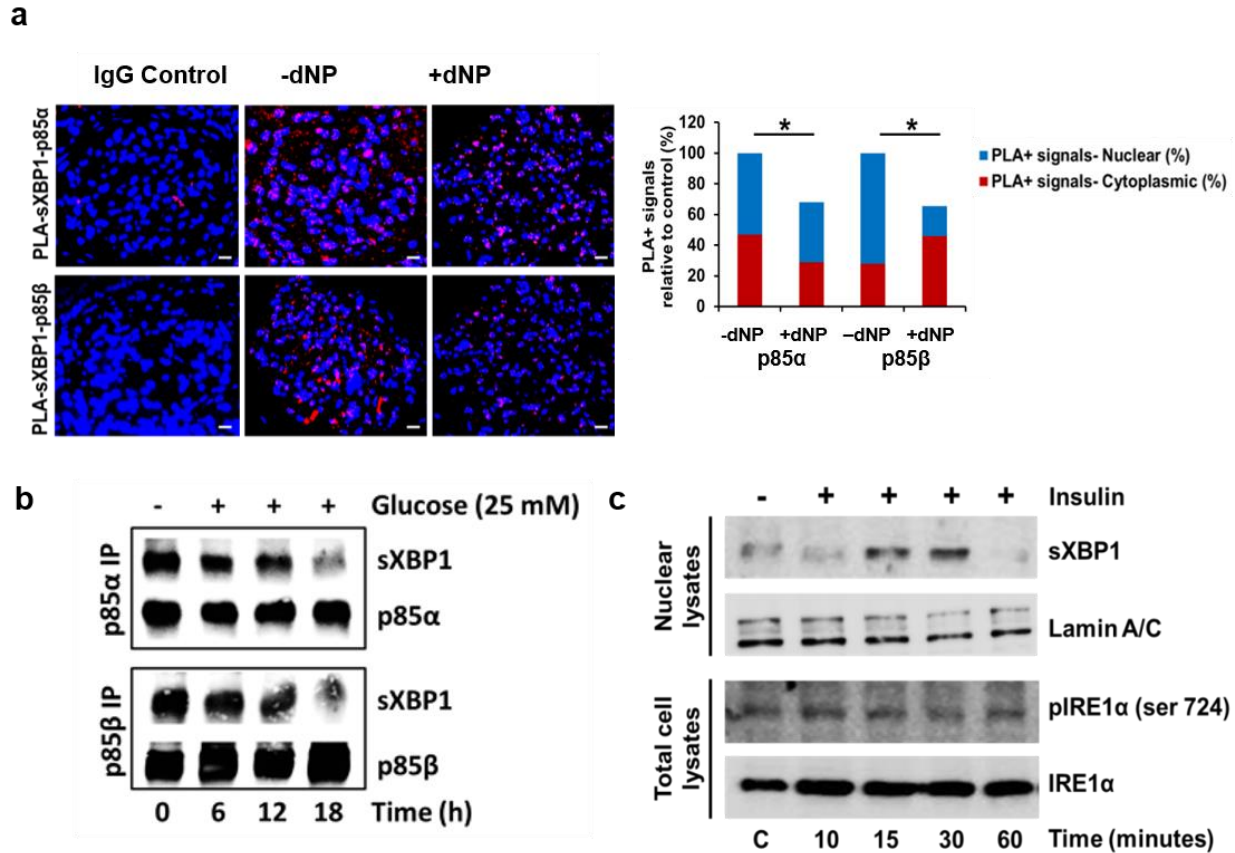 a
IgG Control -dNP +dNP
PLA-sXBP1-p85α
PLA-sXBP1-p85β
PLA+ signals
relative to control (%)
120
100
80
60
40
20
0
*
*
-dNP +dNP –dNP +dNP
p85α p85β
PLA+ signals- Nuclear (%)
PLA+ signals- Cytoplasmic (%)
b
- + + + Glucose (25 mM)
p85α IP
sXBP1
p85α
p85β IP
sXBP1
p85β
0 6 12 18 Time (h)
c
- + + + + Insulin
Nuclear
lysates
sXBP1
Lamin A/C
Total cell
lysates
pIRE1α (ser 724)
IRE1α
C 10 15 30 60 Time (minutes)